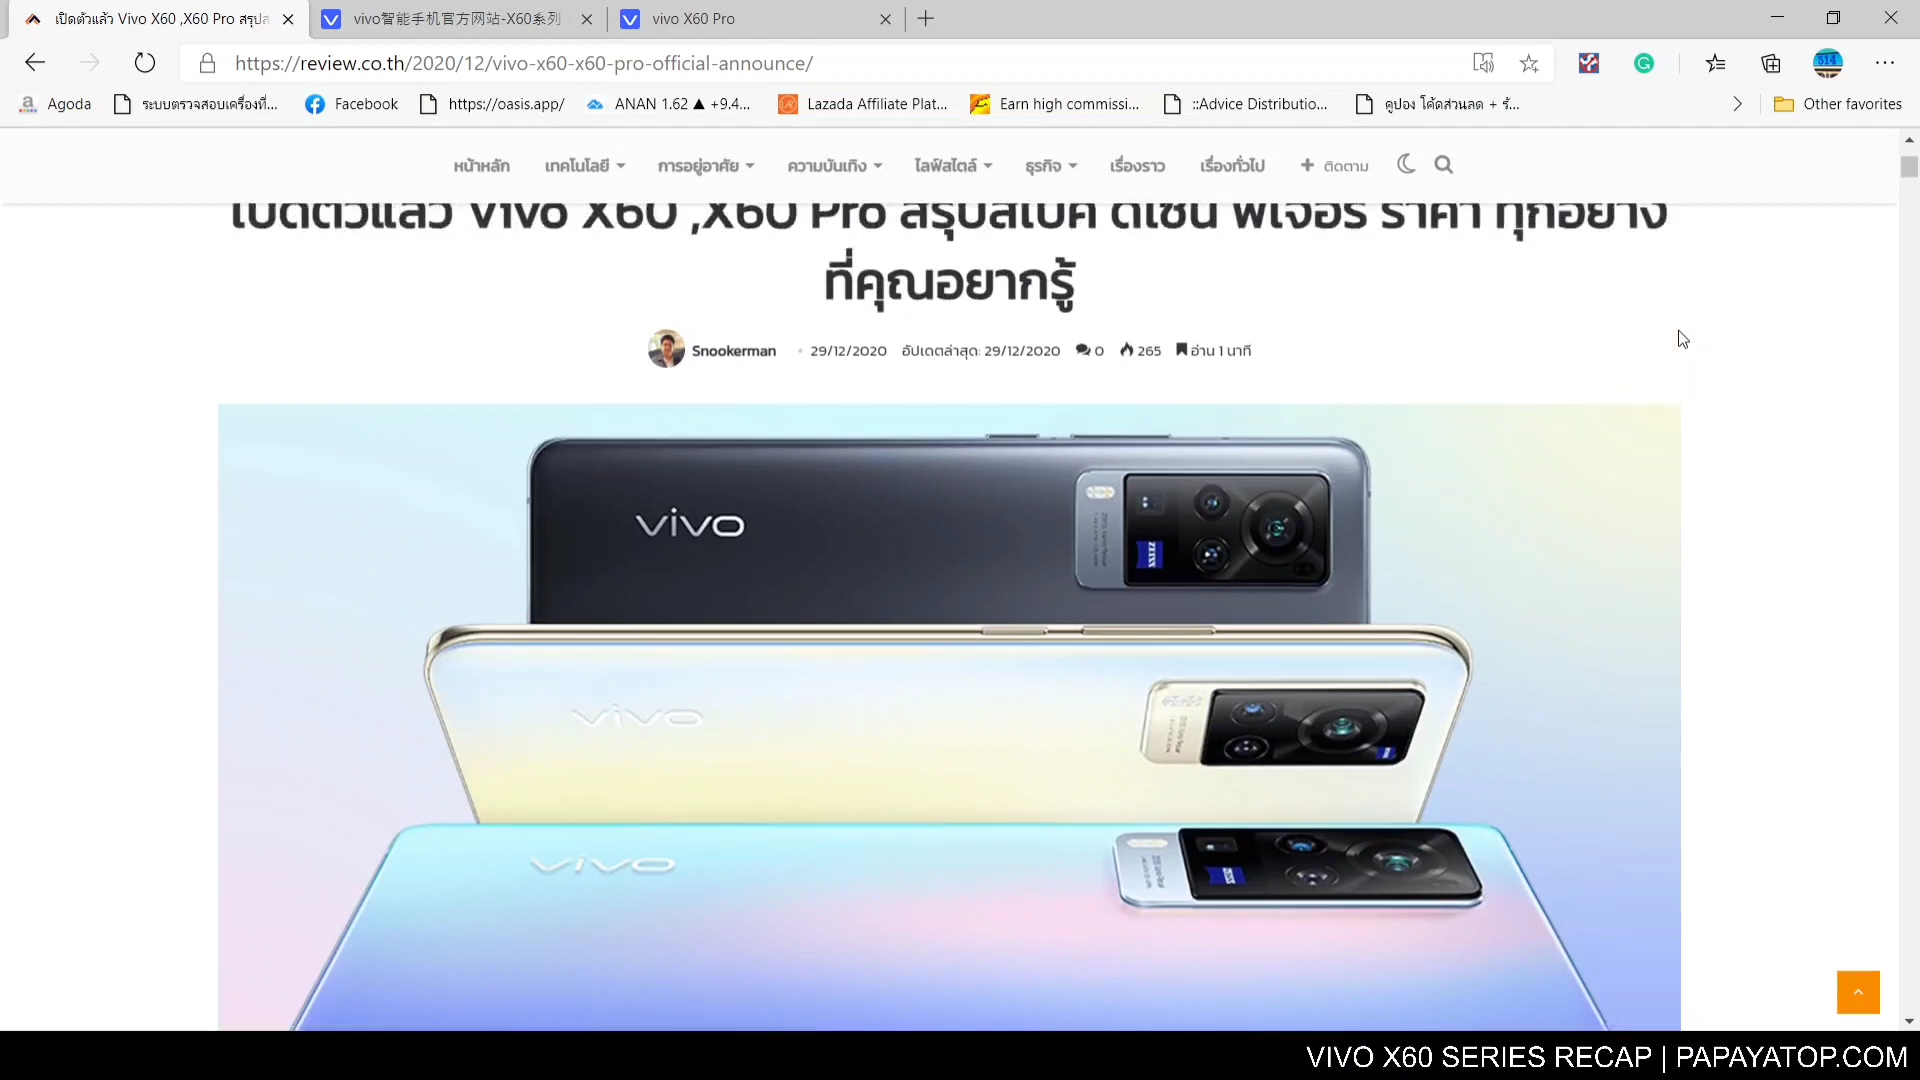 เปิดตัวแล้ว Vivo X60 ,X60 Pro สรุปส
vivo智能手机官方网站-X60系列
vivo X60 Pro
https://review.co.th/2020/12/vivo-x60-x60-pro-official-announce/
Agoda
ระบบตรวจสอบเครื่องที่...
Facebook
https://oasis.app/
ANAN 1.62 ▲ +9.4...
Lazada Affiliate Plat...
Earn high commissi...
::Advice Distributio...
คูปอง โค้ดส่วนลด + รั...
Other favorites
หน้าหลัก
เทคโนโลยี
การอยู่อาศัย
ความบันเทิง
ไลฟ์สไตล์
ธุรกิจ
เรื่องราว
เรื่องทั่วไป
+ ติดตาม
เปิดตัวแล้ว Vivo X60 ,X60 Pro สรุปสเปค ดีไซน์ ฟีเจอร์ ราคา ทุกอย่าง
ที่คุณอยากรู้
Snookerman
29/12/2020
อัปเดตล่าสุด: 29/12/2020
0
265
อ่าน 1 นาที
vivo
ZEISS
vivo
vivo
ZEISS
VIVO X60 SERIES RECAP | PAPAYATOP.COM